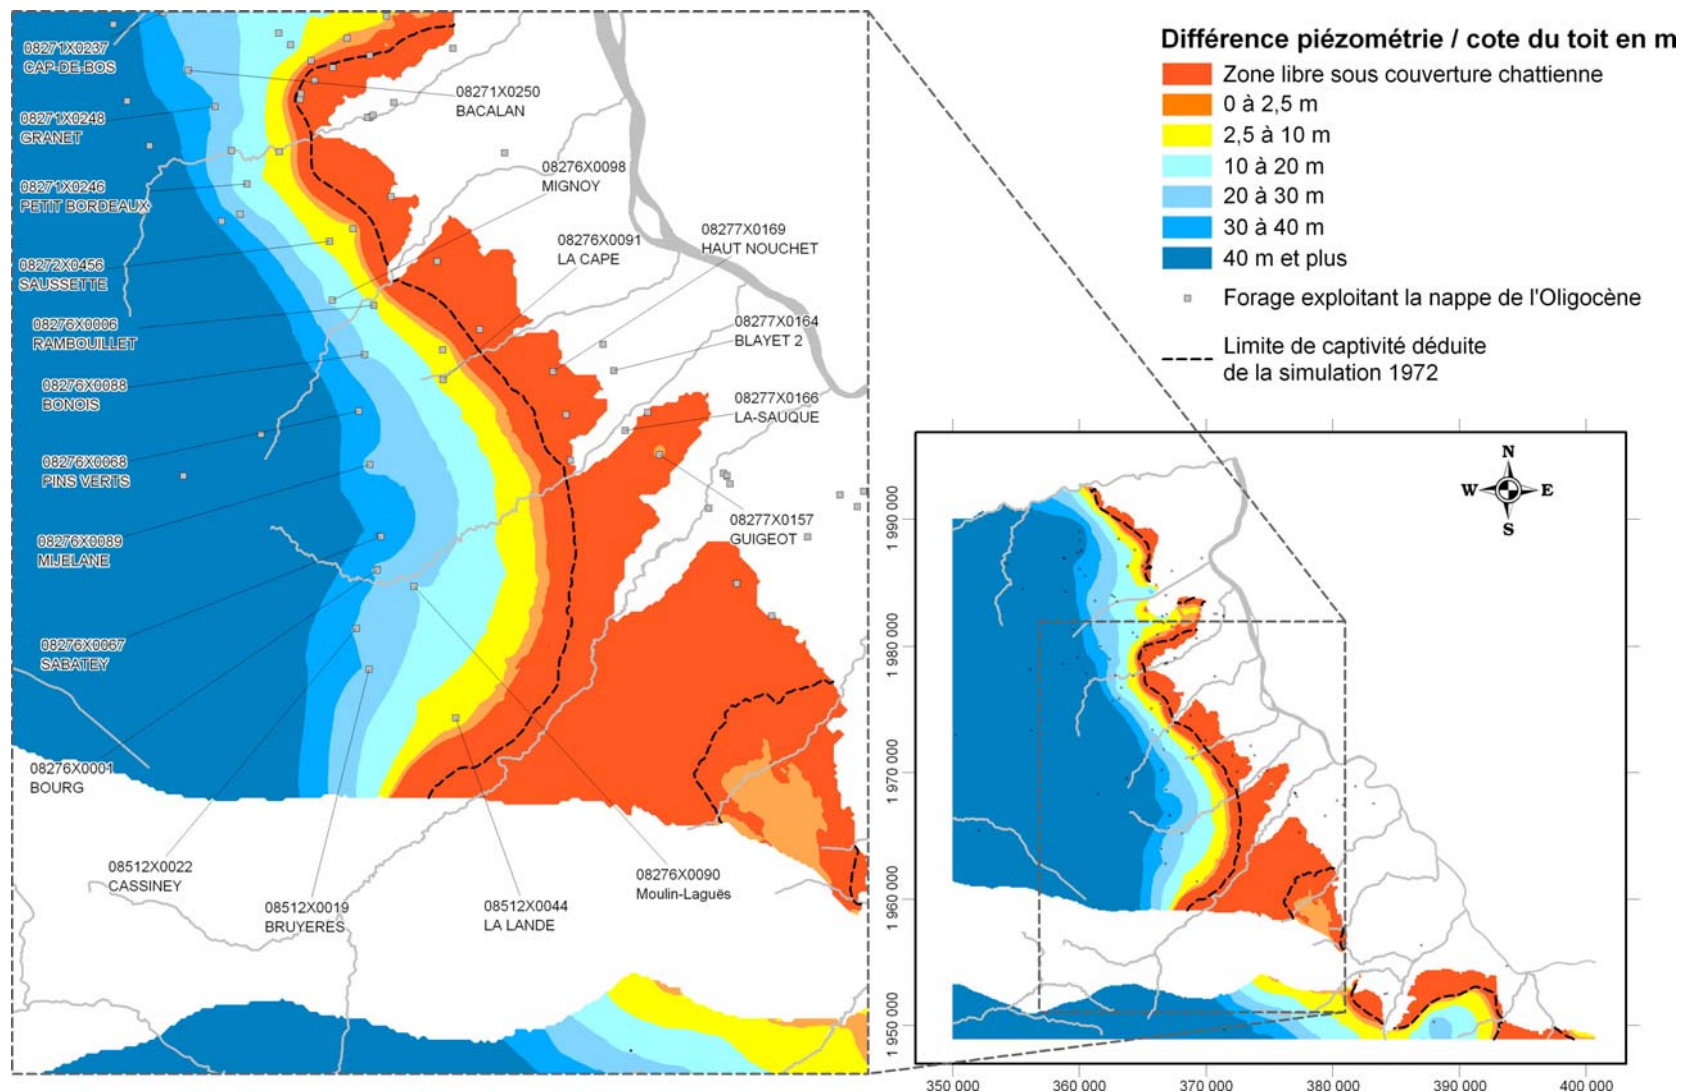 08271X0237
CAP-DE-BOS
08271X0250
BACALAN
08271X0248
GRANET
08276X0098
MIGNOY
08271X0246
PETIT BORDEAUX
08277X0169
HAUT NOUCHET
08276X0091
LA CAPE
08272X0456
SAUSSETTE
08276X0006
RAMBOUILLET
08277X0164
BLAYET 2
08276X0088
BONOIS
08277X0166
LA-SAUQUE
08276X0068
PINS VERTS
08277X0157
GUIGEOT
08276X0089
MIJELANE
08276X0067
SABATEY
08276X0001
BOURG
08512X0022
CASSINEY
08276X0090
Moulin-Laguës
08512X0019
BRUYERES
08512X0044
LA LANDE
Différence piézométrie / cote du toit en m
Zone libre sous couverture chattienne
0 à 2,5 m
2,5 à 10 m
10 à 20 m
20 à 30 m
30 à 40 m
40 m et plus
Forage exploitant la nappe de l'Oligocène
Limite de captivité déduite
de la simulation 1972
N
W E
S
1 990 000
1 980 000
1 970 000
1 960 000
1 950 000
350 000 360 000 370 000 380 000 390 000 400 000